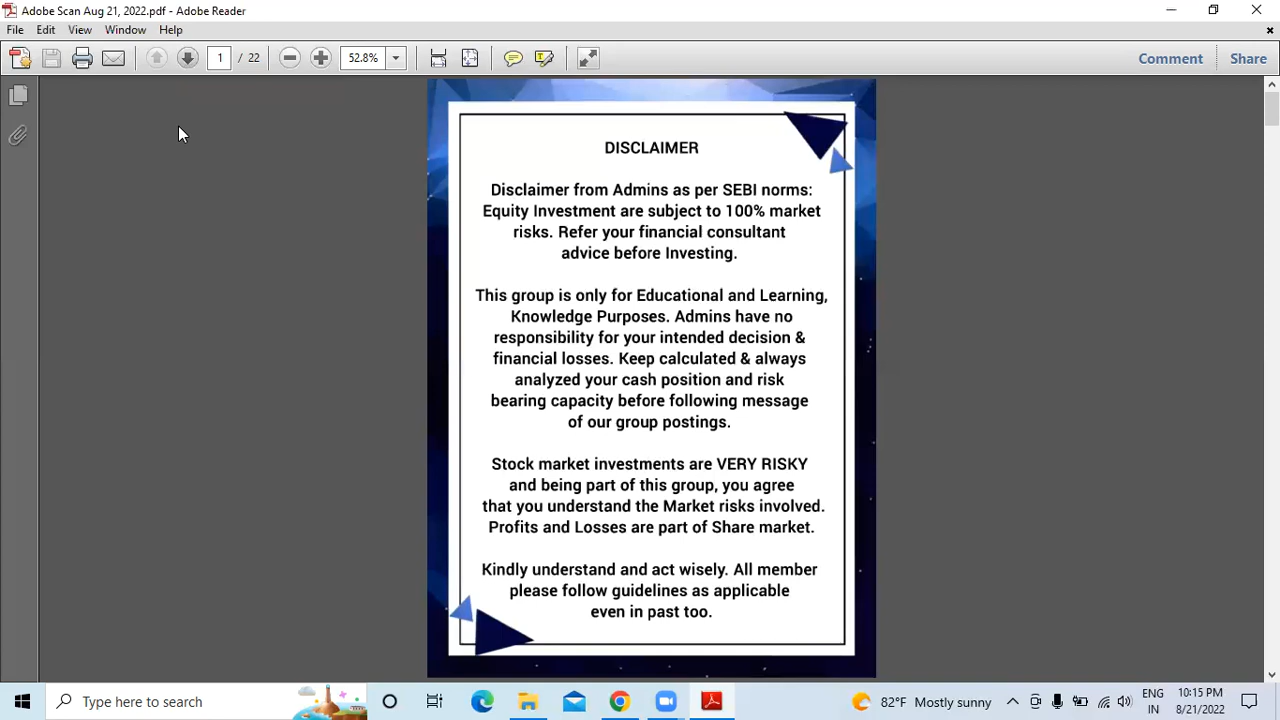 Adobe Scan Aug 21, 2022.pdf - Adobe Reader
File Edit View Window Help
1 / 22 52.8% Comment Share
DISCLAIMER
Disclaimer from Admins as per SEBI norms:
Equity Investment are subject to 100% market
risks. Refer your financial consultant
advice before Investing.
This group is only for Educational and Learning,
Knowledge Purposes. Admins have no
responsibility for your intended decision &
financial losses. Keep calculated & always
analyzed your cash position and risk
bearing capacity before following message
of our group postings.
Stock market investments are VERY RISKY
and being part of this group, you agree
that you understand the Market risks involved.
Profits and Losses are part of Share market.
Kindly understand and act wisely. All member
please follow guidelines as applicable
even in past too.
Type here to search
82°F Mostly sunny
ENG
IN
10:15 PM
8/21/2022